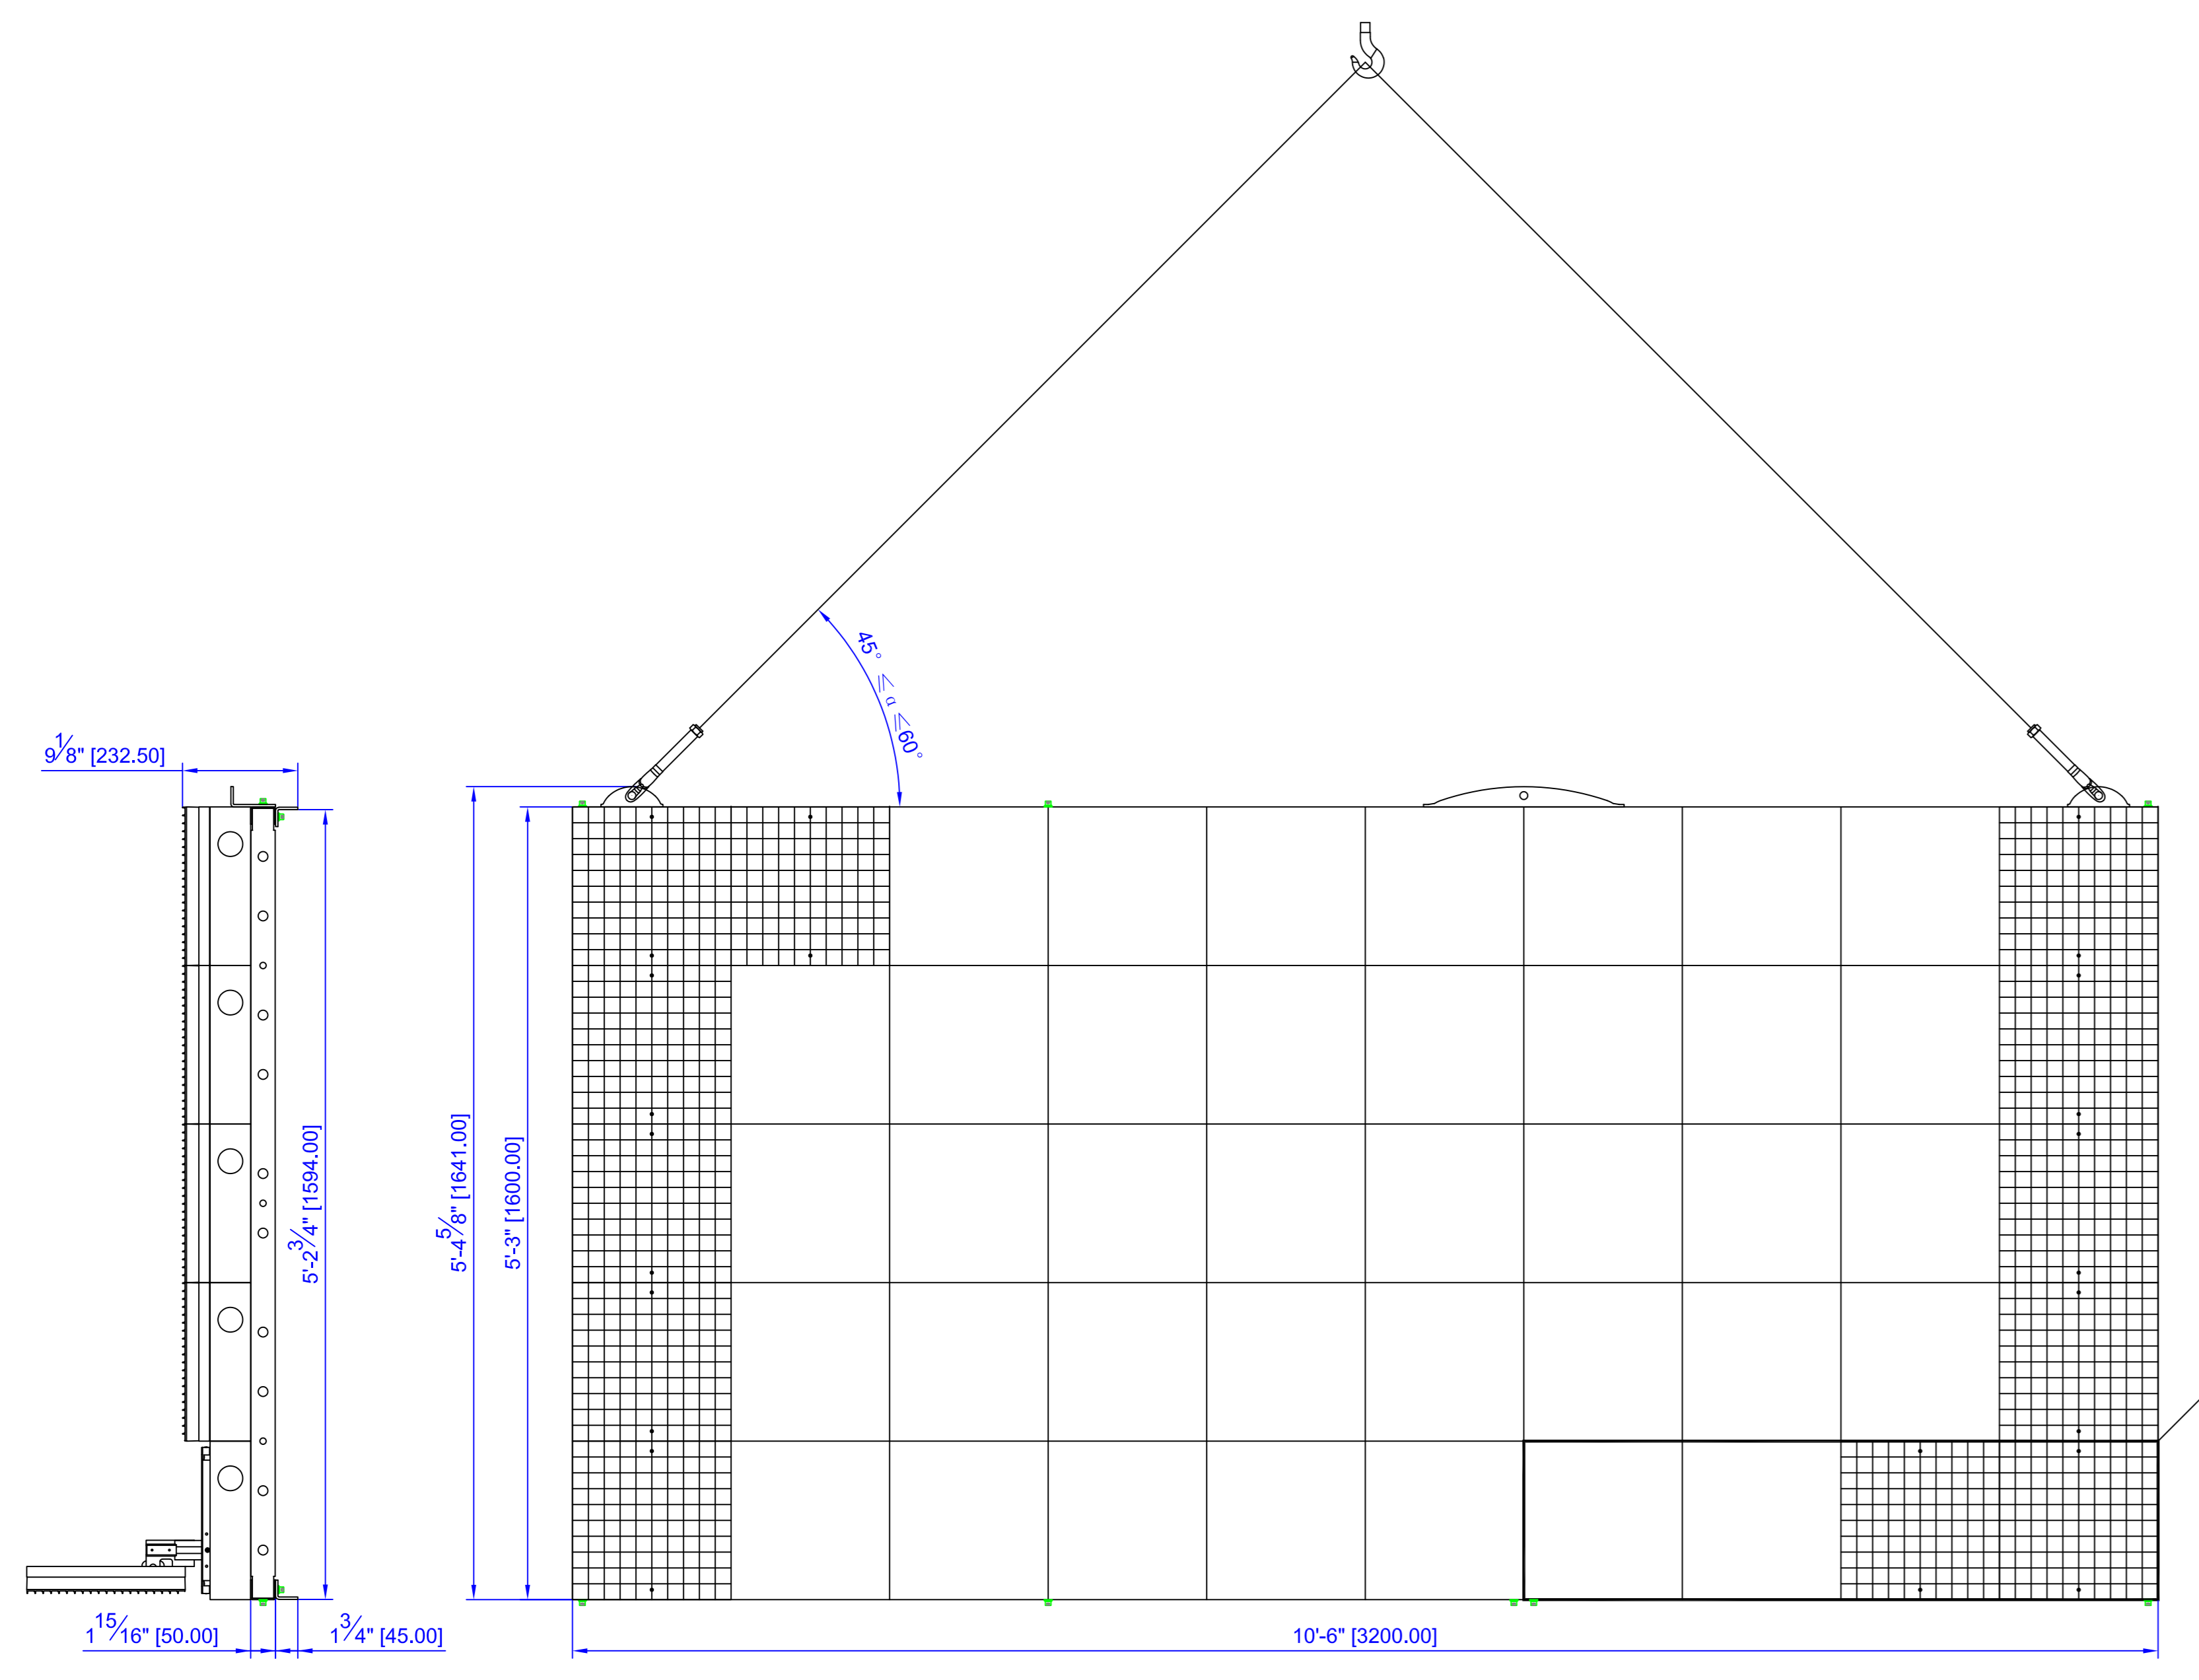 45° ≤ α ≤60°
9 1/8" [232.50]
5'-2 3/4" [1594.00]
5'-4 5/8" [1641.00]
5'-3" [1600.00]
1 15/16" [50.00]
1 3/4" [45.00]
10'-6" [3200.00]